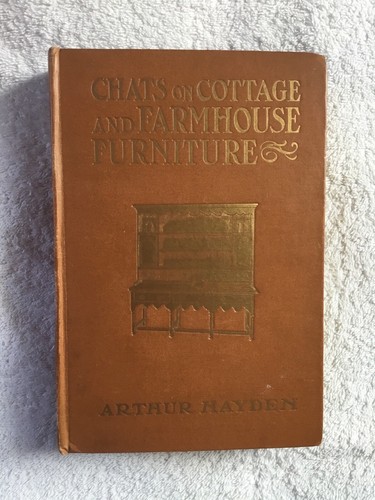 CHATS ON COTTAGE
AND FARMHOUSE
FURNITURE
ARTHUR HAYDEN